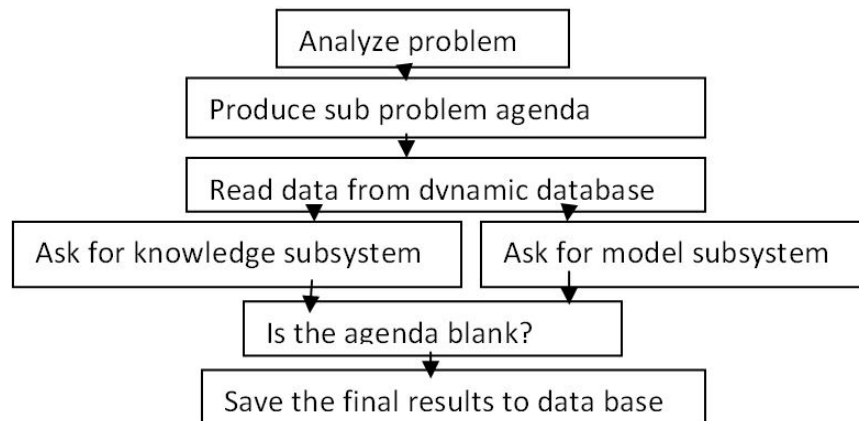 Analyze problem
Produce sub problem agenda
Read data from dynamic database
Ask for knowledge subsystem
Ask for model subsystem
Is the agenda blank?
Save the final results to data base